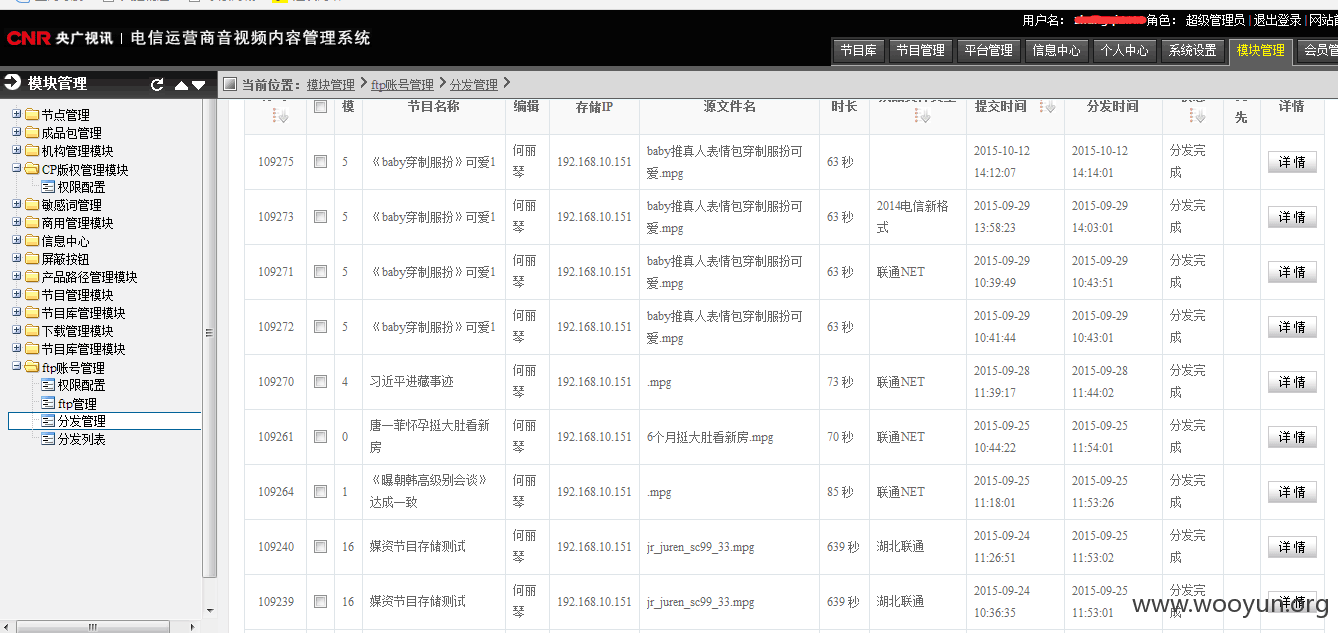 用户名：
角色： 超级管理员 | 退出登录 | 网站
CNR 央广视讯 | 电信运营商音视频内容管理系统
节目库 节目管理 平台管理 信息中心 个人中心 系统设置 模块管理 会员管
模块管理
当前位置： 模块管理 > ftp账号管理 > 分发管理 >
节点管理
成品包管理
机构管理模块
CP版权管理模块
权限配置
敏感词管理
商用管理模块
信息中心
屏蔽按钮
产品路径管理模块
节目管理模块
节目库管理模块
下载管理模块
节目库管理模块
ftp账号管理
权限配置
ftp管理
分发管理
分发列表
模 节目名称 编辑 存储IP 源文件名 时长 提交时间 分发时间 先 详情
109275 5 《baby穿制服扮》可爱1 何丽琴 192.168.10.151 baby推真人表情包穿制服扮可爱.mpg 63 秒 2015-10-12 14:12:07 2015-10-12 14:14:01 分发完成 详 情
109273 5 《baby穿制服扮》可爱1 何丽琴 192.168.10.151 baby推真人表情包穿制服扮可爱.mpg 63 秒 2014电信新格式 2015-09-29 13:58:23 2015-09-29 14:03:01 分发完成 详 情
109271 5 《baby穿制服扮》可爱1 何丽琴 192.168.10.151 baby推真人表情包穿制服扮可爱.mpg 63 秒 联通NET 2015-09-29 10:39:49 2015-09-29 10:43:51 分发完成 详 情
109272 5 《baby穿制服扮》可爱1 何丽琴 192.168.10.151 baby推真人表情包穿制服扮可爱.mpg 63 秒 2015-09-29 10:41:44 2015-09-29 10:43:01 分发完成 详 情
109270 4 习近平进藏事迹 何丽琴 192.168.10.151 .mpg 73 秒 联通NET 2015-09-28 11:39:17 2015-09-28 11:44:02 分发完成 详 情
109261 0 唐一菲怀孕挺大肚看新房 何丽琴 192.168.10.151 6个月挺大肚看新房.mpg 70 秒 联通NET 2015-09-25 10:44:22 2015-09-25 11:54:01 分发完成 详 情
109264 1 《曝朝韩高级别会谈》达成一致 何丽琴 192.168.10.151 .mpg 85 秒 联通NET 2015-09-25 11:18:01 2015-09-25 11:53:26 分发完成 详 情
109240 16 媒资节目存储测试 何丽琴 192.168.10.151 jr_juren_sc99_33.mpg 639 秒 湖北联通 2015-09-24 11:26:51 2015-09-25 11:53:02 分发完成 详 情
109239 16 媒资节目存储测试 何丽琴 192.168.10.151 jr_juren_sc99_33.mpg 639 秒 湖北联通 2015-09-24 10:36:35 2015-09-25 11:53:01 分发完成 详 情
www.wooyun.org